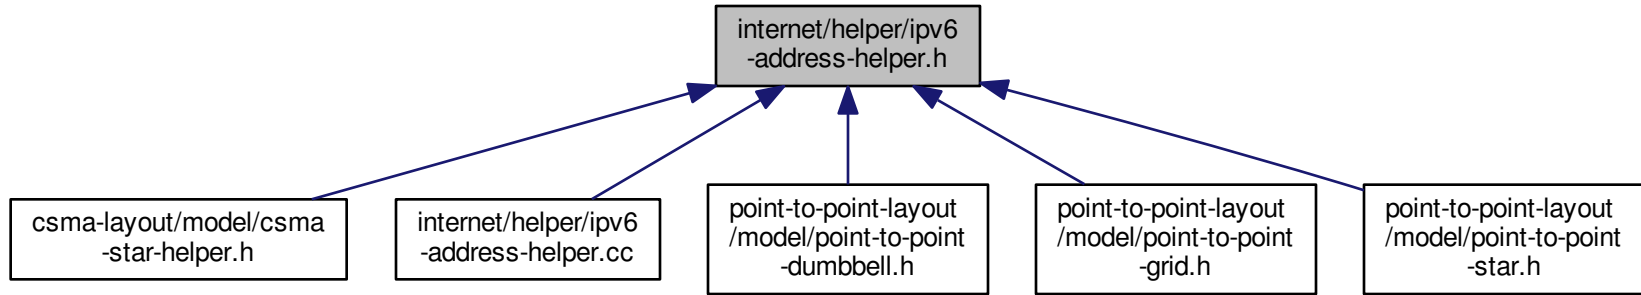 internet/helper/ipv6
-address-helper.h
csma-layout/model/csma
-star-helper.h
internet/helper/ipv6
-address-helper.cc
point-to-point-layout
/model/point-to-point
-dumbbell.h
point-to-point-layout
/model/point-to-point
-grid.h
point-to-point-layout
/model/point-to-point
-star.h